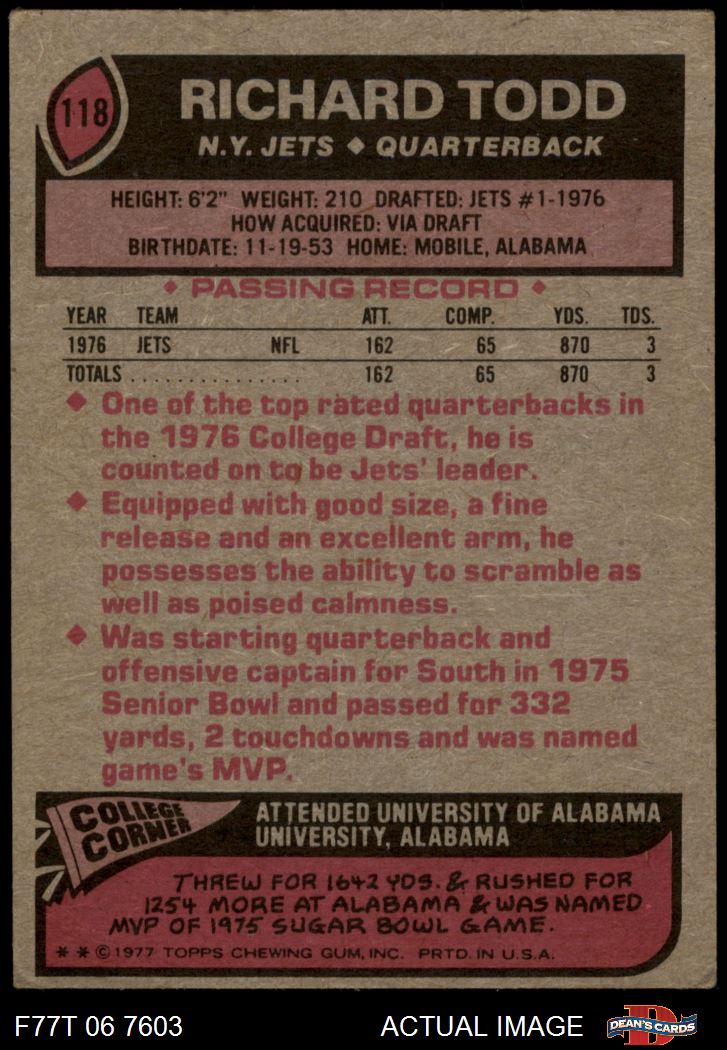 118
RICHARD TODD
N.Y. JETS ◆ QUARTERBACK
HEIGHT: 6'2" WEIGHT: 210 DRAFTED: JETS #1-1976
HOW ACQUIRED: VIA DRAFT
BIRTHDATE: 11-19-53 HOME: MOBILE, ALABAMA
◆ PASSING RECORD ◆
YEAR TEAM ATT. COMP. YDS. TDS.
1976 JETS NFL 162 65 870 3
TOTALS . . . . . . . . . . . . . . . . 162 65 870 3
◆ One of the top rated quarterbacks in
the 1976 College Draft, he is
counted on to be Jets' leader.
◆ Equipped with good size, a fine
release and an excellent arm, he
possesses the ability to scramble as
well as poised calmness.
◆ Was starting quarterback and
offensive captain for South in 1975
Senior Bowl and passed for 332
yards, 2 touchdowns and was named
game's MVP.
COLLEGE
CORNER
ATTENDED UNIVERSITY OF ALABAMA
UNIVERSITY, ALABAMA
THREW FOR 1642 YDS. & RUSHED FOR
1254 MORE AT ALABAMA & WAS NAMED
MVP OF 1975 SUGAR BOWL GAME.
* * © 1977 TOPPS CHEWING GUM, INC. PRTD. IN U.S.A.
F77T 06 7603 ACTUAL IMAGE
D
DEAN'S CARDS